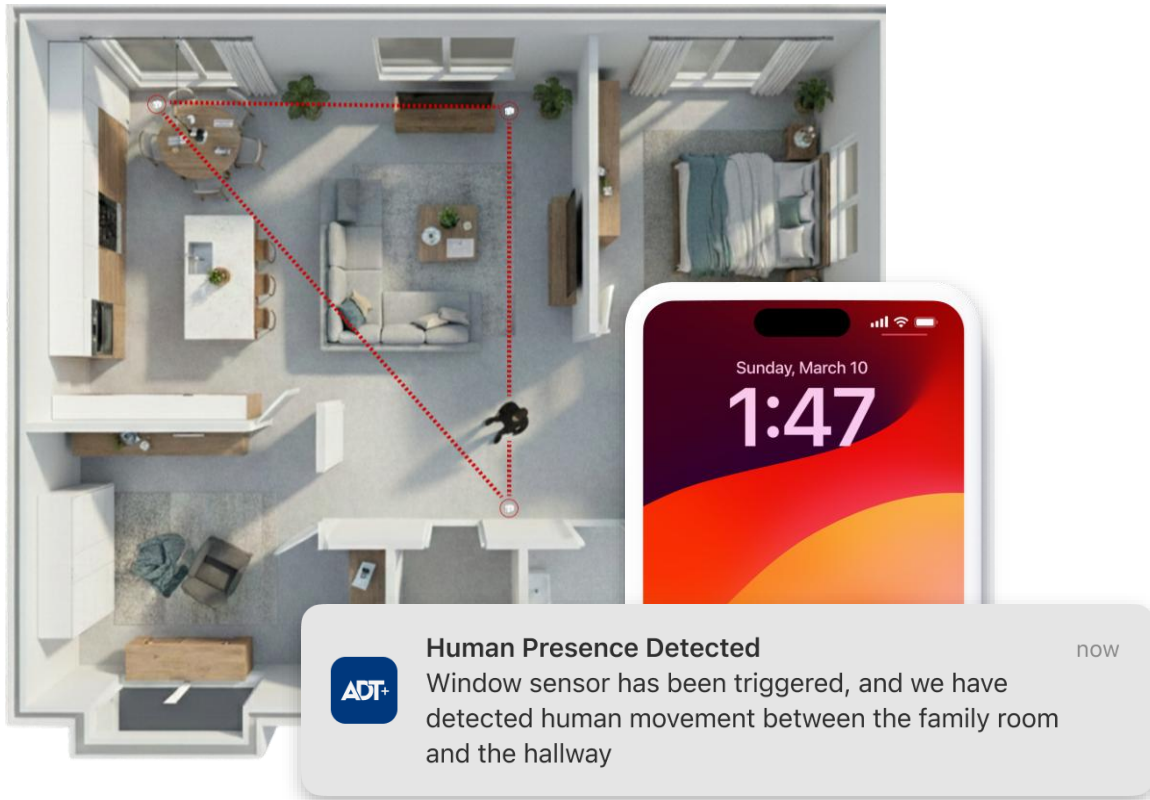 Sunday, March 10
1:47
Human Presence Detected
now
ADT+
Window sensor has been triggered, and we have
detected human movement between the family room
and the hallway